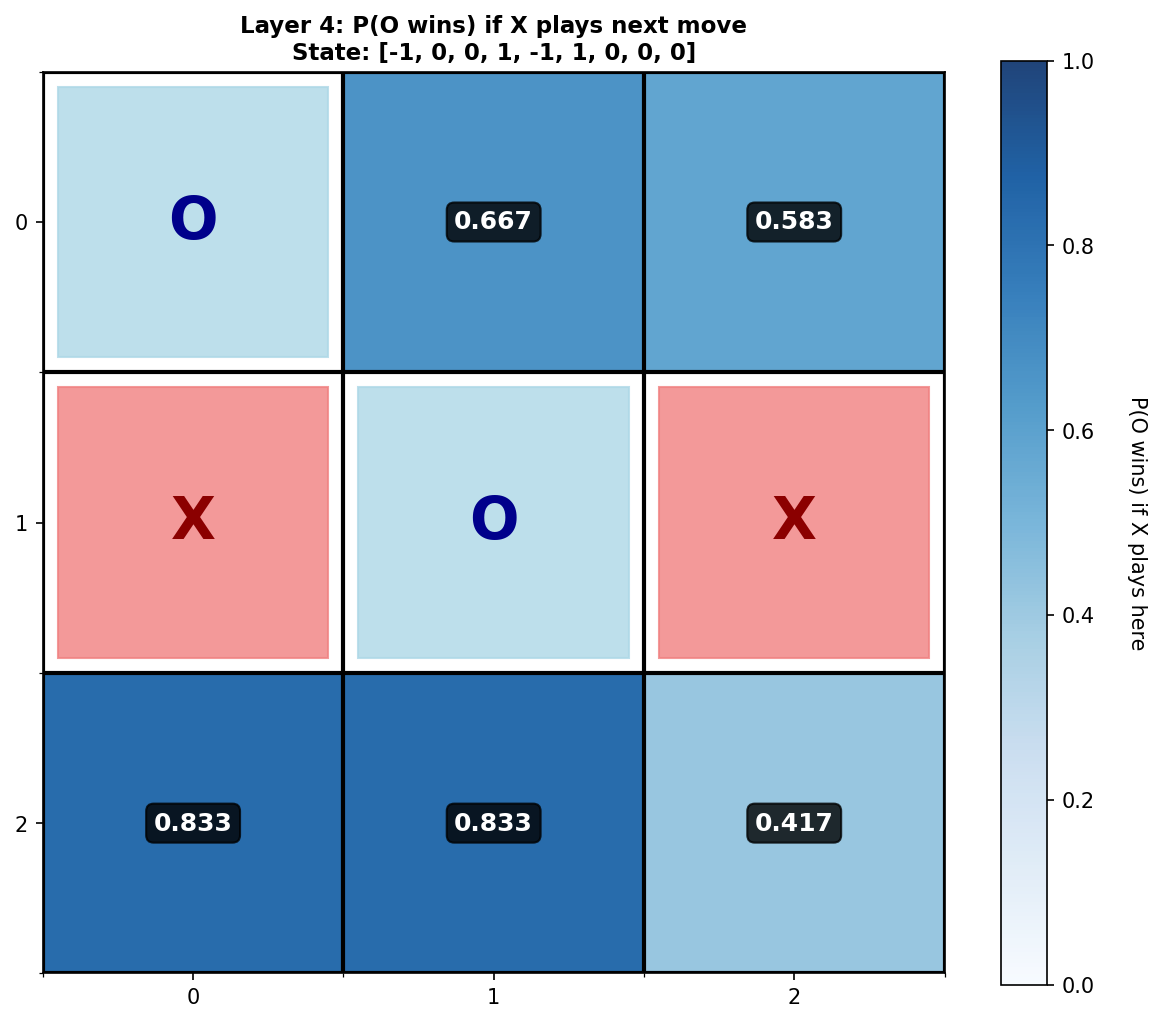 Layer 4: P(O wins) if X plays next move
State: [-1, 0, 0, 1, -1, 1, 0, 0, 0]
0
O
0.667
0.583
1
X
O
X
2
0.833
0.833
0.417
0
1
2
1.0
0.8
0.6
0.4
0.2
0.0
P(O wins) if X plays here